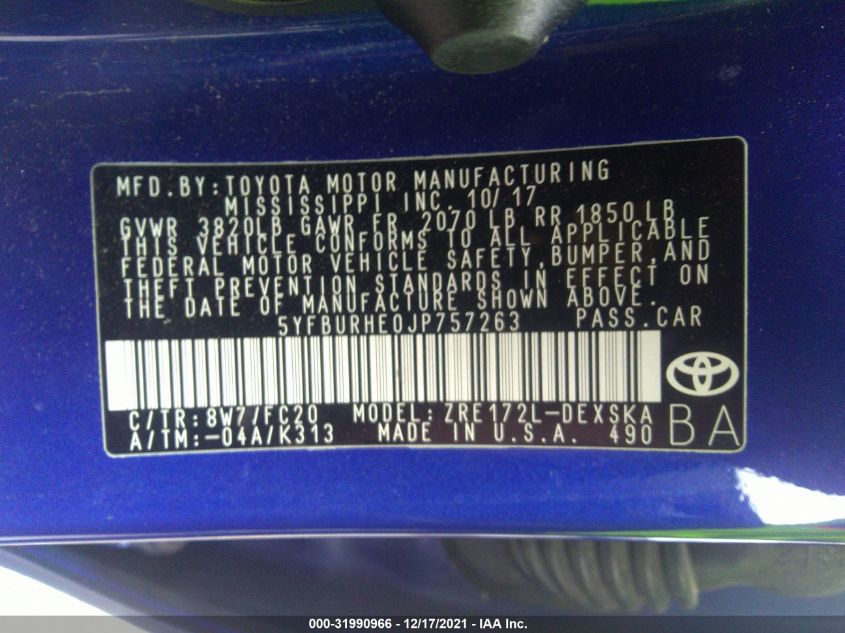 MFD.BY:TOYOTA MOTOR MANUFACTURING
MISSISSIPPI INC. 10/17
GVWR 3820LB GAWR FR 2070 LB RR 1850 LB
THIS VEHICLE CONFORMS TO ALL APPLICABLE
FEDERAL MOTOR VEHICLE SAFETY,BUMPER,AND
THEFT PREVENTION STANDARDS IN EFFECT ON
THE DATE OF MANUFACTURE SHOWN ABOVE.
5YFBURHE0JP757263 PASS.CAR
C/TR:8W7/FC20 MODEL:ZRE172L-DEXSKA
A/TM:-04A/K313 MADE IN U.S.A. 490 BA
000-31990966 - 12/17/2021 - IAA Inc.